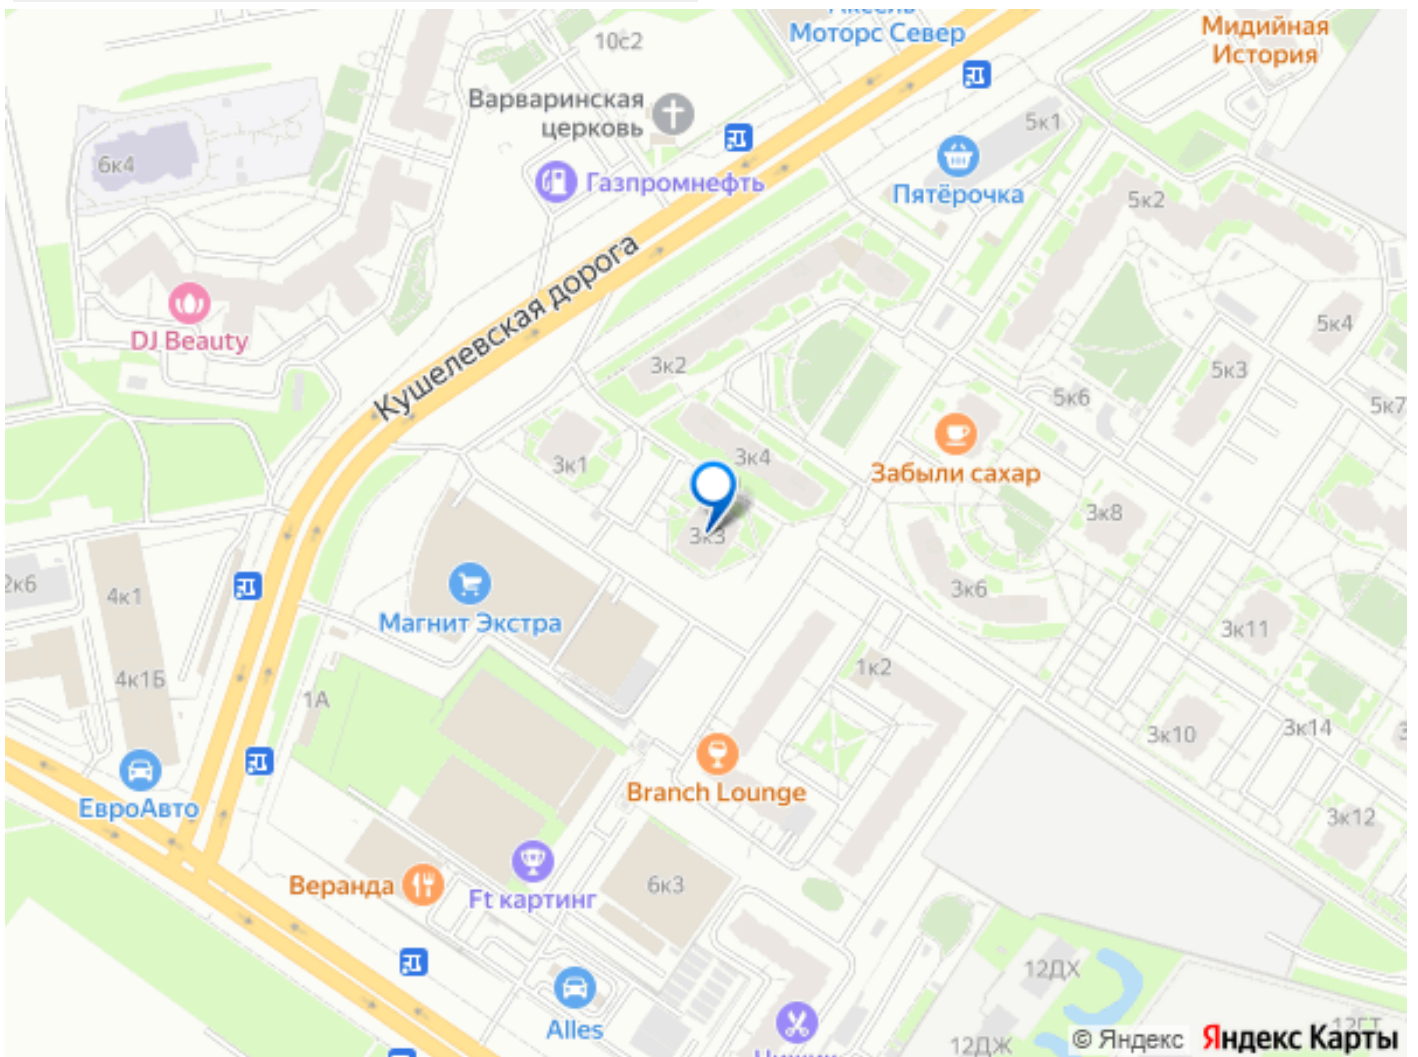 Моторс Север
Мидийная
История
10с2
Варваринская
церковь
5к1
6к4
Газпромнефть
Пятёрочка
5к2
Кушелевская дорога
DJ Beauty
5к4
3к2
5к3
5к6
5к7
3к1
3к4
Забыли сахар
3к8
3к3
2к6
4к1
3к6
Магнит Экстра
3к11
4к1Б
1к2
1А
3к14
3к10
Branch Lounge
ЕвроАвто
3к12
Веранда
6к3
Ft картинг
12ДХ
Alles
12ДЖ
© Яндекс Яндекс Карты